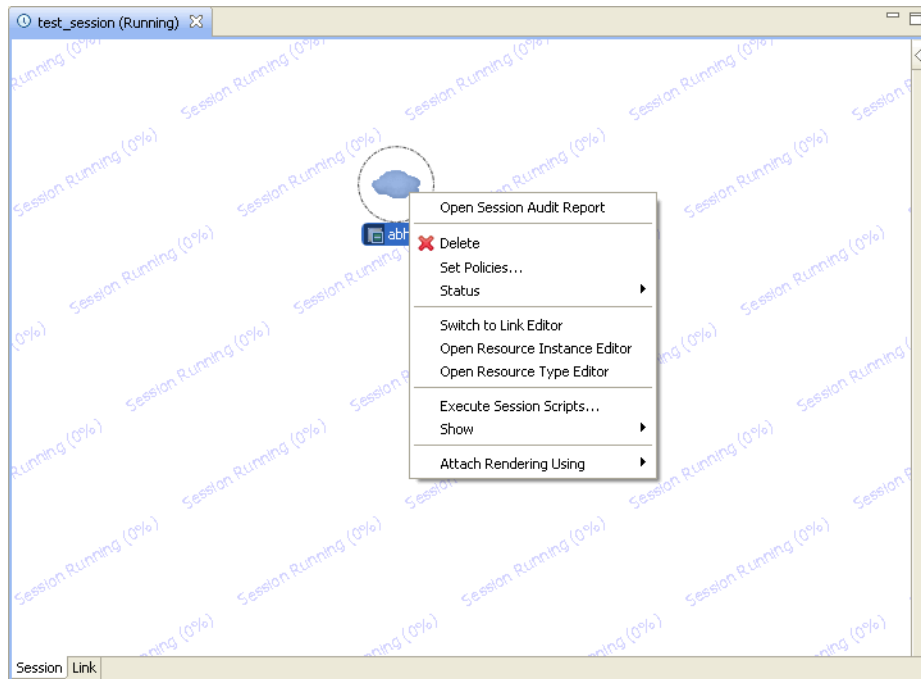 test_session (Running)
Session Running (0%)
abh
Open Session Audit Report
Delete
Set Policies...
Status
Switch to Link Editor
Open Resource Instance Editor
Open Resource Type Editor
Execute Session Scripts...
Show
Attach Rendering Using
Session
Link